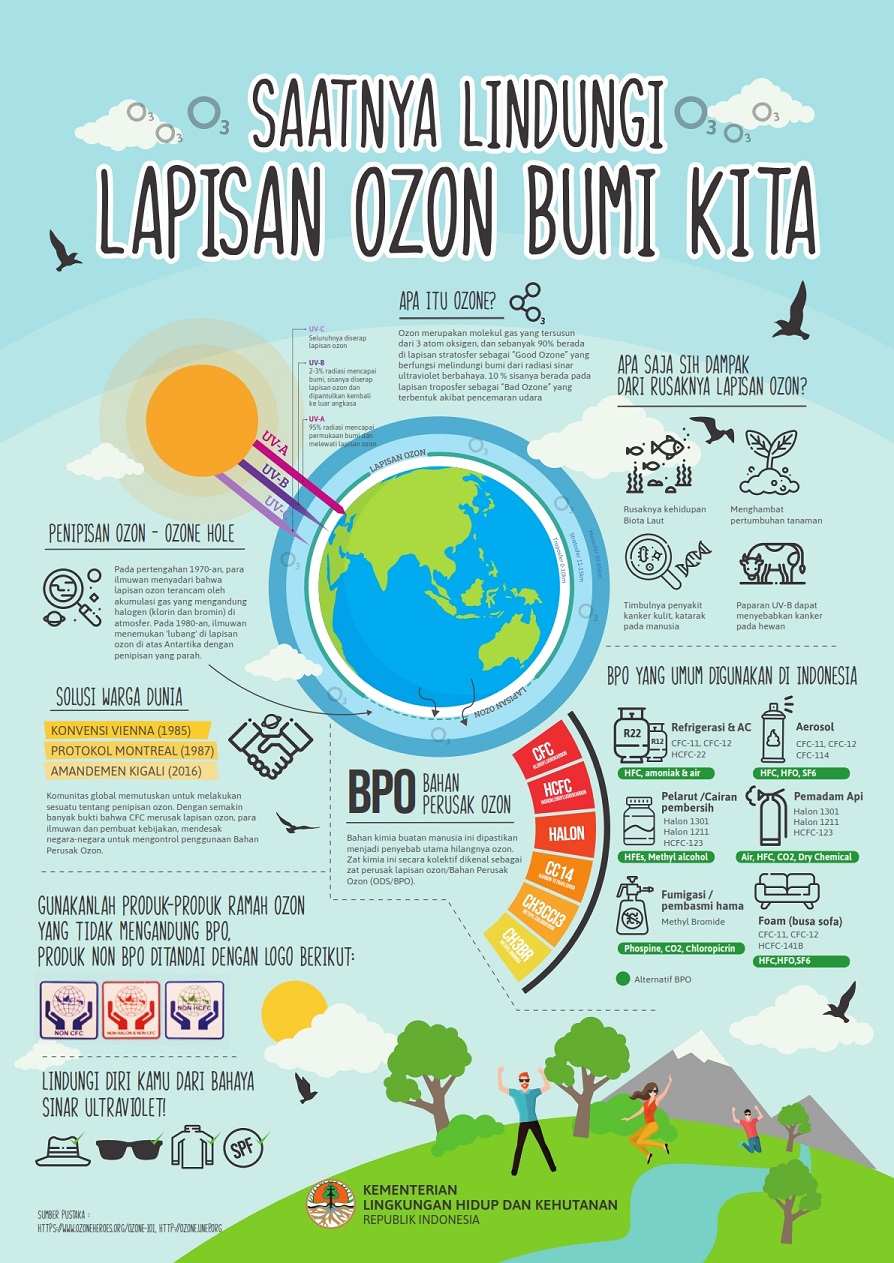 SAATNYA LINDUNGI
LAPISAN OZON BUMI KITA
APA ITU OZONE?
Ozon merupakan molekul gas yang tersusun
dari 3 atom oksigen, dan sebanyak 90% berada
di lapisan stratosfer sebagai "Good Ozone" yang
berfungsi melindungi bumi dari radiasi sinar
ultraviolet berbahaya. 10 % sisanya berada pada
lapisan troposfer sebagai "Bad Ozone" yang
terbentuk akibat pencemaran udara
UV-C
Seluruhnya diserap
lapisan ozon
UV-B
2-3% radiasi mencapai
bumi, sisanya diserap
lapisan ozon dan
dipantulkan kembali
ke luar angkasa
UV-A
95% radiasi mencapai
permukaan bumi dan
melewati lapisan ozon
UV-A
UV-B
UV-
LAPISAN OZON
Troposfer 0-10km
LAPISAN OZON
APA SAJA SIH DAMPAK
DARI RUSAKNYA LAPISAN OZON?
Rusaknya kehidupan
Biota Laut
Menghambat
pertumbuhan tanaman
Timbulnya penyakit
kanker kulit, katarak
pada manusia
Paparan UV-B dapat
menyebabkan kanker
pada hewan
PENIPISAN OZON - OZONE HOLE
Pada pertengahan 1970-an, para
ilmuwan menyadari bahwa
lapisan ozon terancam oleh
akumulasi gas yang mengandung
halogen (klorin dan bromin) di
atmosfer. Pada 1980-an, ilmuwan
menemukan 'lubang' di lapisan
ozon di atas Antartika dengan
penipisan yang parah.
SOLUSI WARGA DUNIA
KONVENSI VIENNA (1985)
PROTOKOL MONTREAL (1987)
AMANDEMEN KIGALI (2016)
Komunitas global memutuskan untuk melakukan
sesuatu tentang penipisan ozon. Dengan semakin
banyak bukti bahwa CFC merusak lapisan ozon, para
ilmuwan dan pembuat kebijakan, mendesak
negara-negara untuk mengontrol penggunaan Bahan
Perusak Ozon.
BPO BAHAN
PERUSAK OZON
Bahan kimia buatan manusia ini dipastikan
menjadi penyebab utama hilangnya ozon.
Zat kimia ini secara kolektif dikenal sebagai
zat perusak lapisan ozon/Bahan Perusak
Ozon (ODS/BPO).
CFC
HCFC
HALON
CC14
CH3CCl3
CH3BR
BPO YANG UMUM DIGUNAKAN DI INDONESIA
R22
R12
Refrigerasi & AC
CFC-11, CFC-12
HCFC-22
HFC, amoniak & air
Aerosol
CFC-11, CFC-12
CFC-114
HFC, HFO, SF6
Pelarut /Cairan
pembersih
Halon 1301
Halon 1211
HCFC-123
HFEs, Methyl alcohol
Pemadam Api
Halon 1301
Halon 1211
HCFC-123
Air, HFC, CO2, Dry Chemical
Fumigasi /
pembasmi hama
Methyl Bromide
Phospine, CO2, Chloropicrin
Foam (busa sofa)
CFC-11, CFC-12
HCFC-141B
HFC,HFO,SF6
Alternatif BPO
GUNAKANLAH PRODUK-PRODUK RAMAH OZON
YANG TIDAK MENGANDUNG BPO,
PRODUK NON BPO DITANDAI DENGAN LOGO BERIKUT:
NON CFC
NON HALON & NON CFC
NON HCFC
LINDUNGI DIRI KAMU DARI BAHAYA
SINAR ULTRAVIOLET!
SPF
KEMENTERIAN
LINGKUNGAN HIDUP DAN KEHUTANAN
REPUBLIK INDONESIA
SUMBER PUSTAKA :
HTTPS://WWW.OZONEHEROES.ORG/OZONE-101, HTTP://OZONE.UNEP.ORG